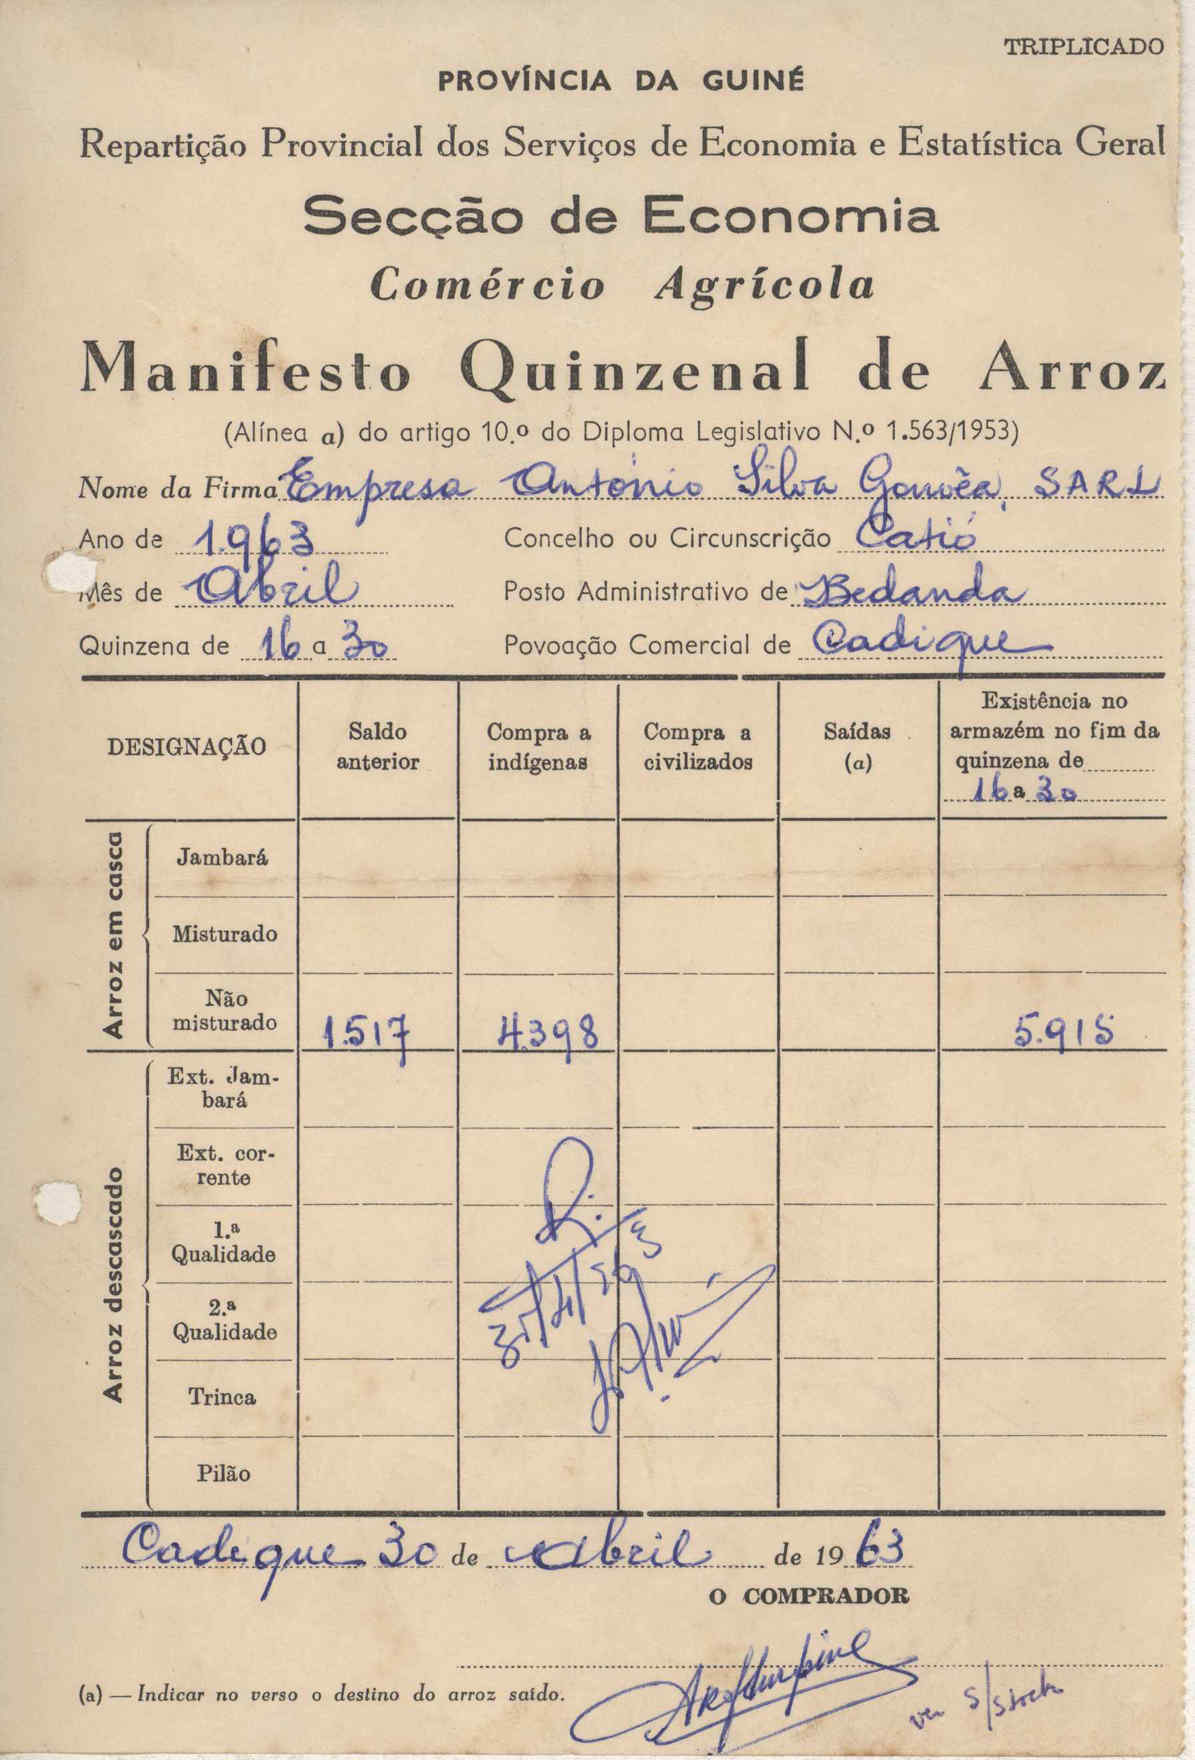 TRIPLICADO
PROVÍNCIA DA GUINÉ
Repartição Provincial dos Serviços de Economia e Estatística Geral
Secção de Economia
Comércio Agrícola
Manifesto Quinzenal de Arroz
(Alínea a) do artigo 10.º do Diploma Legislativo N.º 1.563/1953)
Nome da Firma Empresa António Silva Gouvêa, SARL
Ano de 1.963 Concelho ou Circunscrição Catió
Mês de Abril Posto Administrativo de Bedanda
Quinzena de 16 a 30 Povoação Comercial de Cadique
DESIGNAÇÃO
Saldo
anterior
Compra a
indígenas
Compra a
civilizados
Saídas
(a)
Existência no
armazém no fim da
quinzena de
16 a 30
Arroz em casca
Jambará
Misturado
Não
misturado 1.517 4.398 5.915
Arroz descascado
Ext. Jam-
bará
Ext. cor-
rente
1.ª
Qualidade
2.ª
Qualidade
Trinca
Pilão
R.
Cadique 30 de Abril de 1963
O COMPRADOR
(a) — Indicar no verso o destino do arroz saído.